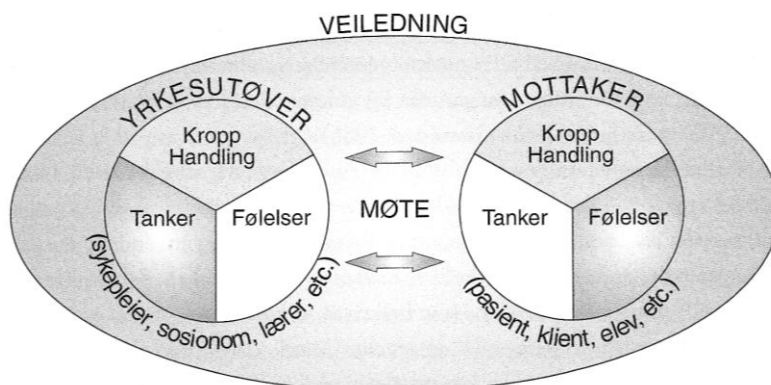 VEILEDNING
YRKESUTØVER
Kropp
Handling
Tanker
Følelser
(sykepleier, sosionom, lærer, etc.)
MØTE
MOTTAKER
Kropp
Handling
Tanker
Følelser
(pasient, klient, elev, etc.)